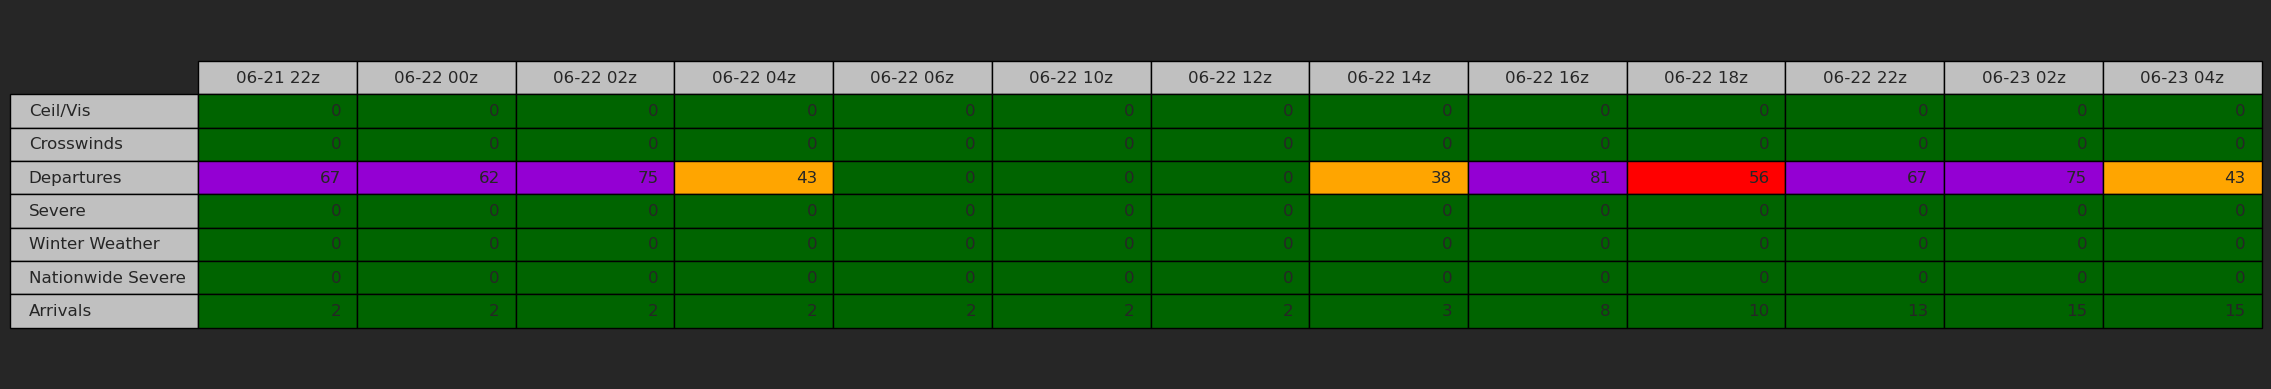 06-21 22z 06-22 00z 06-22 02z 06-22 04z 06-22 06z 06-22 10z 06-22 12z 06-22 14z 06-22 16z 06-22 18z 06-22 22z 06-23 02z 06-23 04z
Ceil/Vis 0 0 0 0 0 0 0 0 0 0 0 0 0
Crosswinds 0 0 0 0 0 0 0 0 0 0 0 0 0
Departures 67 62 75 43 0 0 0 38 81 56 67 75 43
Severe 0 0 0 0 0 0 0 0 0 0 0 0 0
Winter Weather 0 0 0 0 0 0 0 0 0 0 0 0 0
Nationwide Severe 0 0 0 0 0 0 0 0 0 0 0 0 0
Arrivals 2 2 2 2 2 2 2 3 8 10 13 15 15